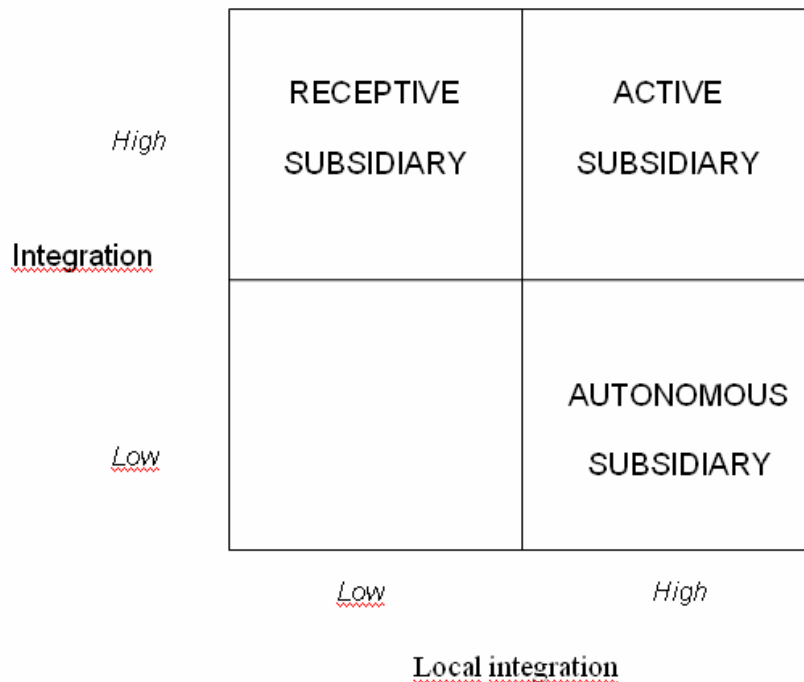 RECEPTIVE
SUBSIDIARY
ACTIVE
SUBSIDIARY
High
Integration
AUTONOMOUS
SUBSIDIARY
Low
Low
High
Local integration